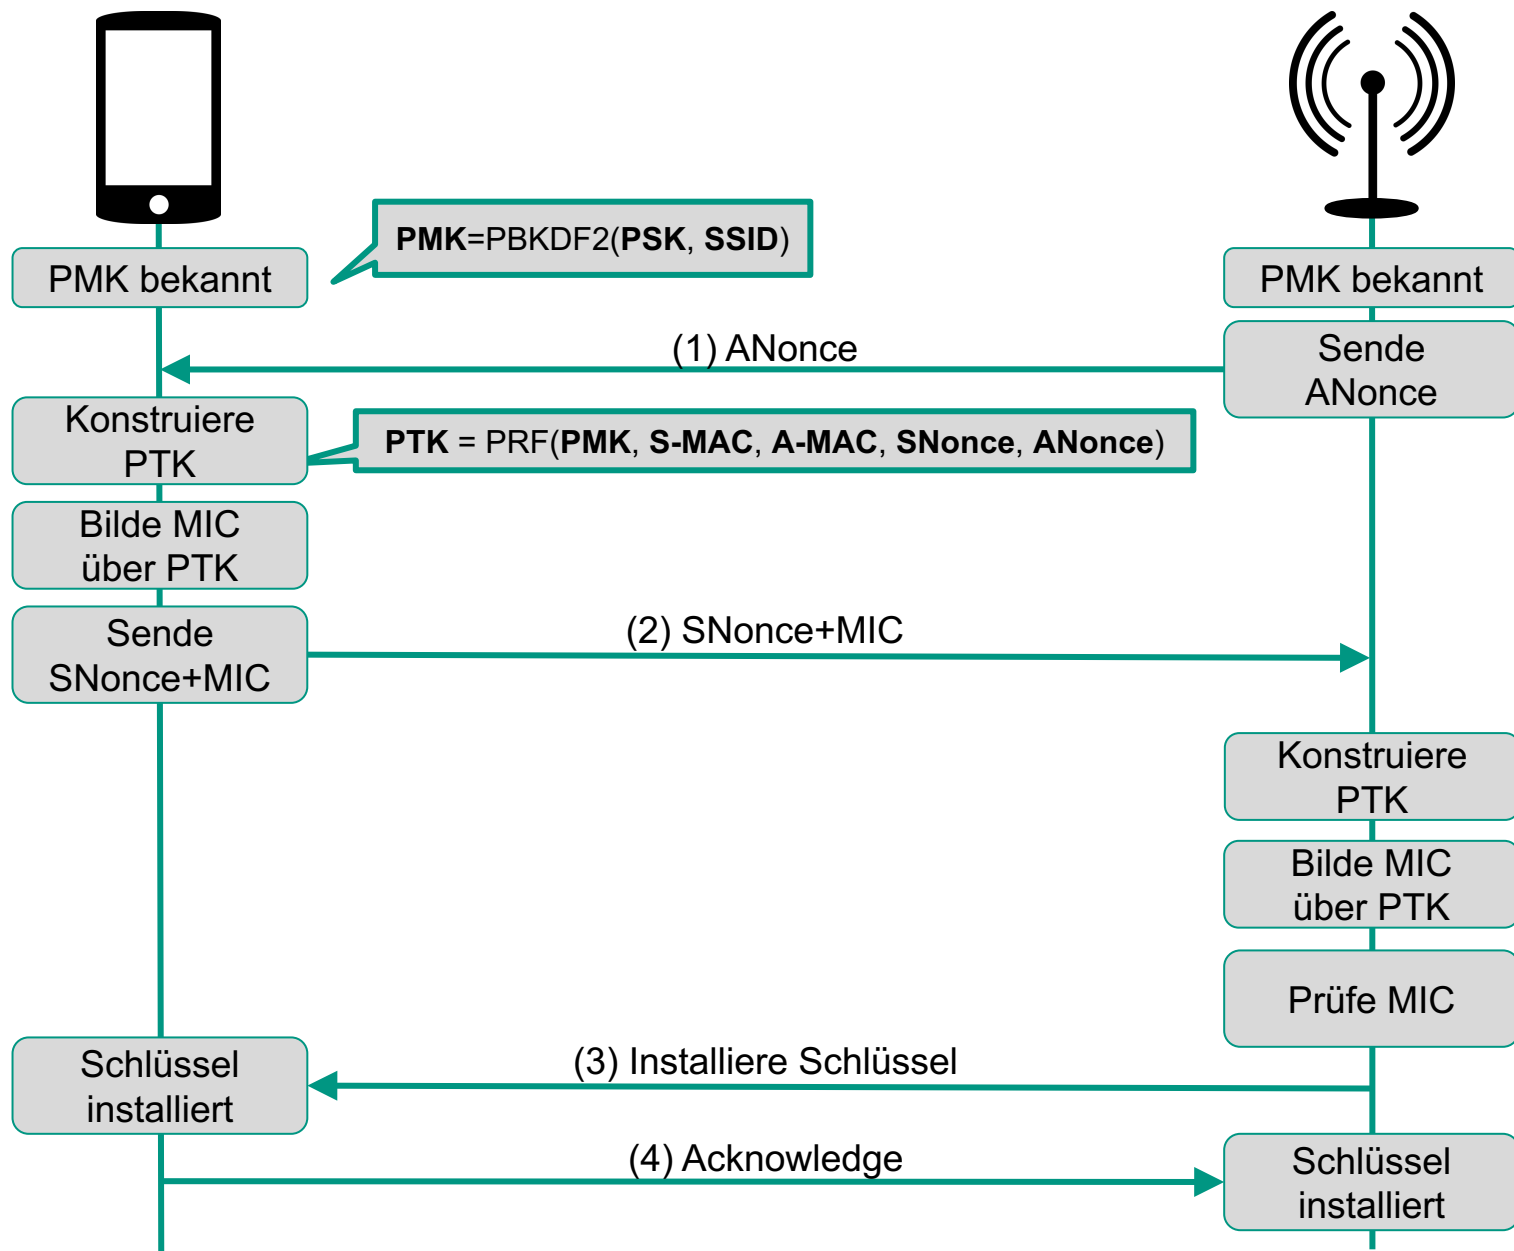 PMK=PBKDF2(PSK, SSID)
PMK bekannt
PMK bekannt
(1) ANonce
Sende
ANonce
Konstruiere
PTK
PTK = PRF(PMK, S-MAC, A-MAC, SNonce, ANonce)
Bilde MIC
über PTK
Sende
SNonce+MIC
(2) SNonce+MIC
Konstruiere
PTK
Bilde MIC
über PTK
Prüfe MIC
(3) Installiere Schlüssel
Schlüssel
installiert
(4) Acknowledge
Schlüssel
installiert